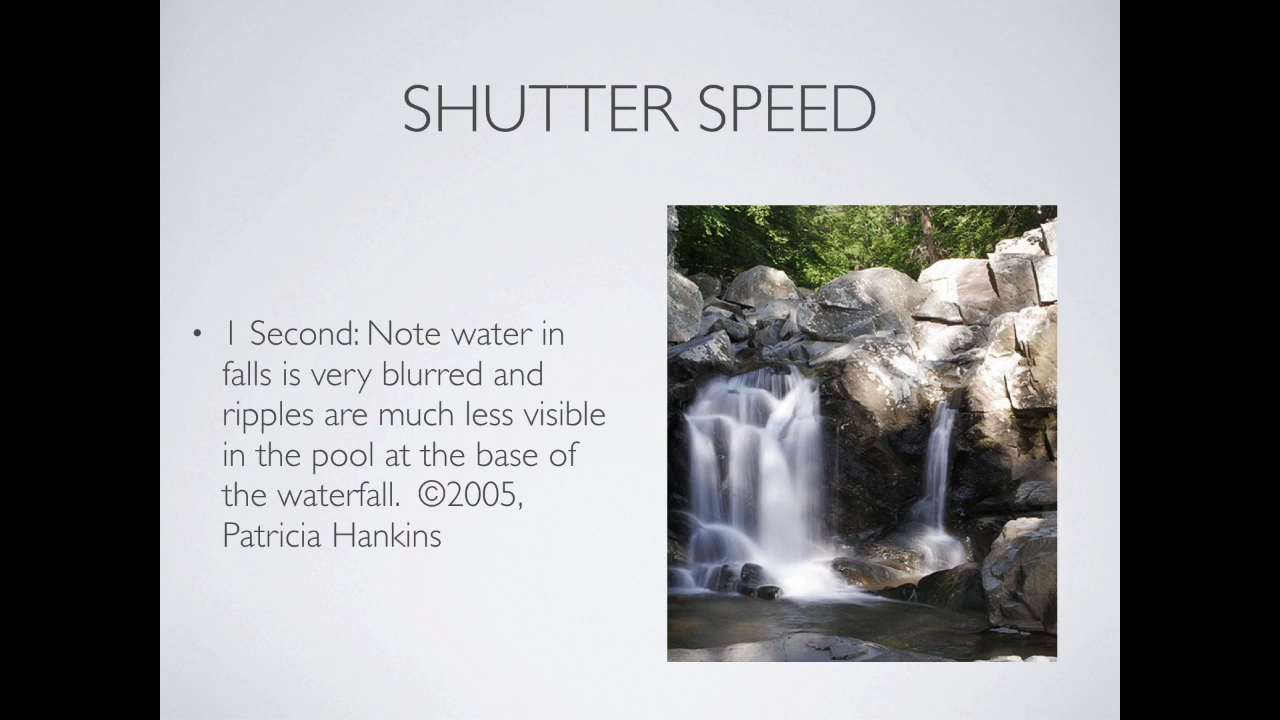 SHUTTER SPEED
• 1 Second: Note water in
falls is very blurred and
ripples are much less visible
in the pool at the base of
the waterfall.  ©2005,
Patricia Hankins